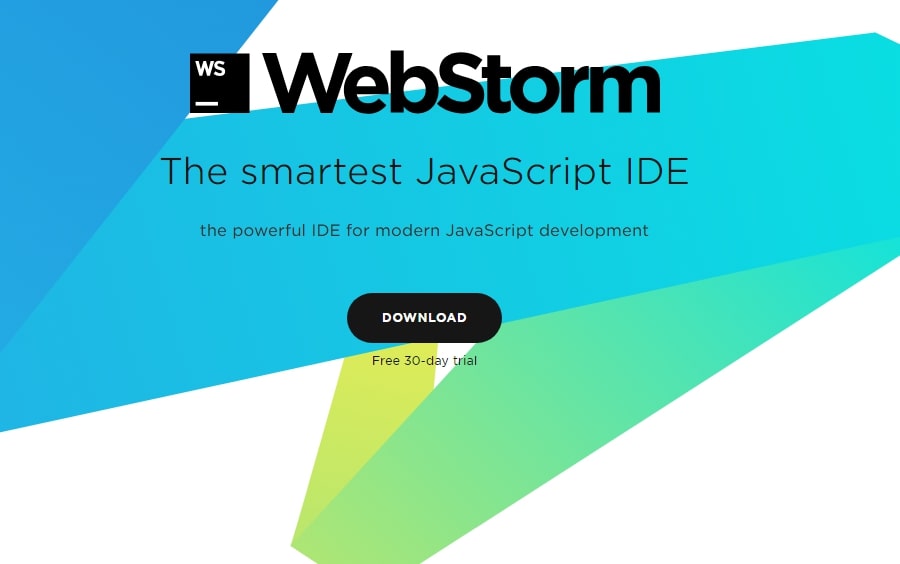 WS
WebStorm
The smartest JavaScript IDE
the powerful IDE for modern JavaScript development
DOWNLOAD
Free 30-day trial